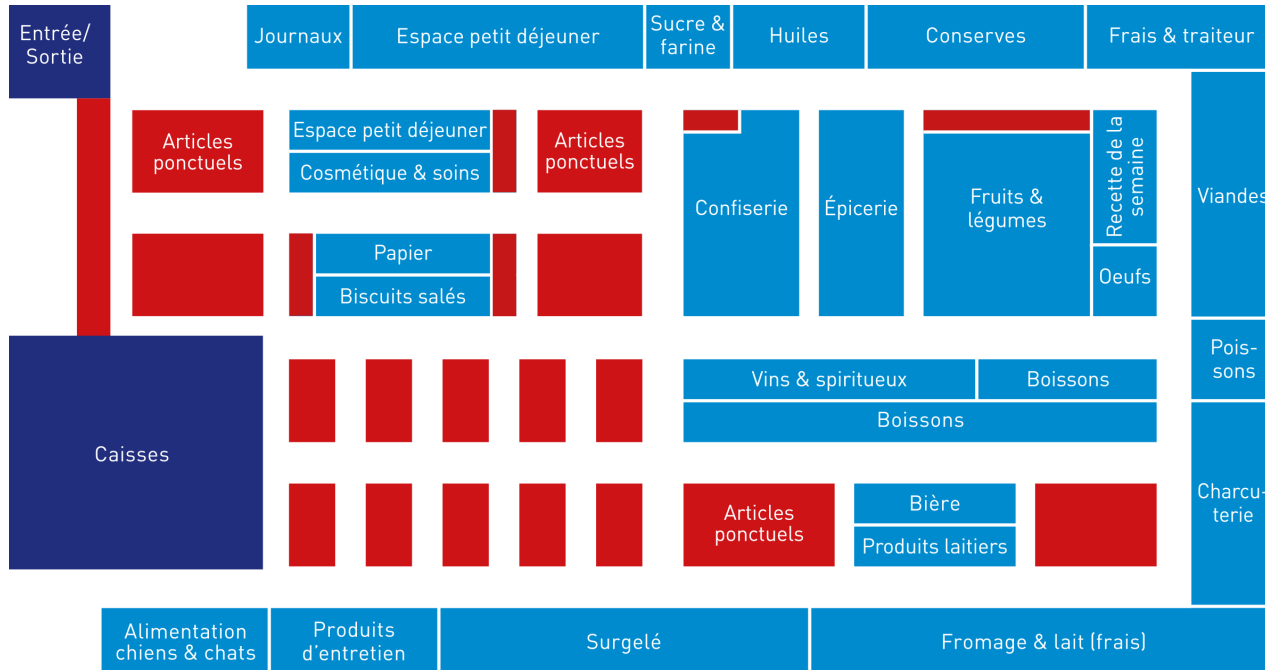 Entrée/
Sortie
Journaux
Espace petit déjeuner
Sucre &
farine
Huiles
Conserves
Frais & traiteur
Articles
ponctuels
Espace petit déjeuner
Cosmétique & soins
Articles
ponctuels
Confiserie
Épicerie
Fruits &
légumes
Recette de la
semaine
Viandes
Papier
Biscuits salés
Oeufs
Pois-
sons
Vins & spiritueux
Boissons
Boissons
Caisses
Articles
ponctuels
Bière
Produits laitiers
Charcu-
terie
Alimentation
chiens & chats
Produits
d'entretien
Surgelé
Fromage & lait (frais)